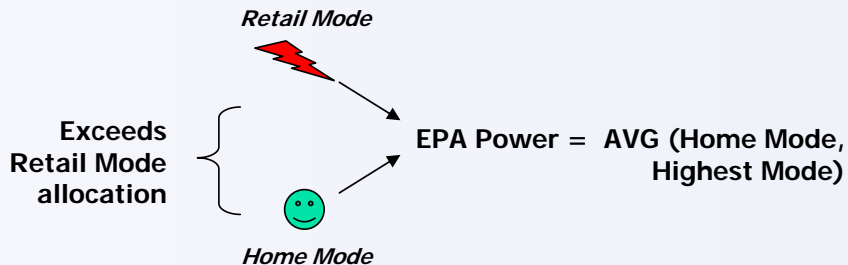 Retail Mode
Exceeds
Retail Mode
allocation
EPA Power = AVG (Home Mode,
Highest Mode)
Home Mode